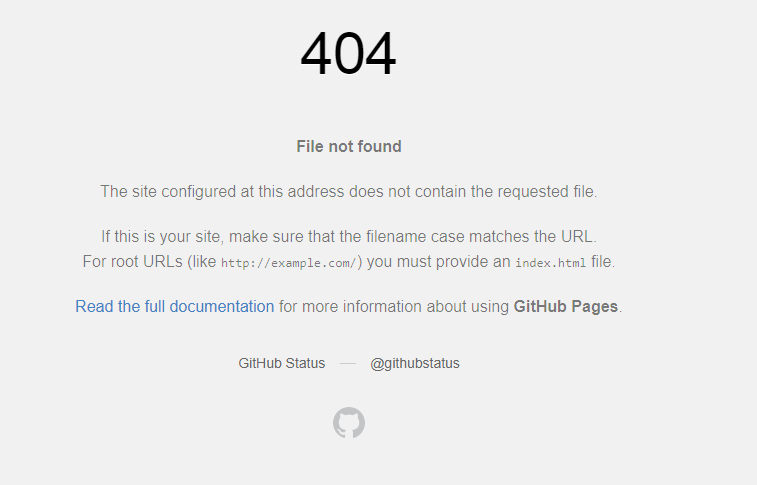 404
File not found
The site configured at this address does not contain the requested file.
If this is your site, make sure that the filename case matches the URL.
For root URLs (like http://example.com/) you must provide an index.html file.
Read the full documentation for more information about using GitHub Pages.
GitHub Status — @githubstatus